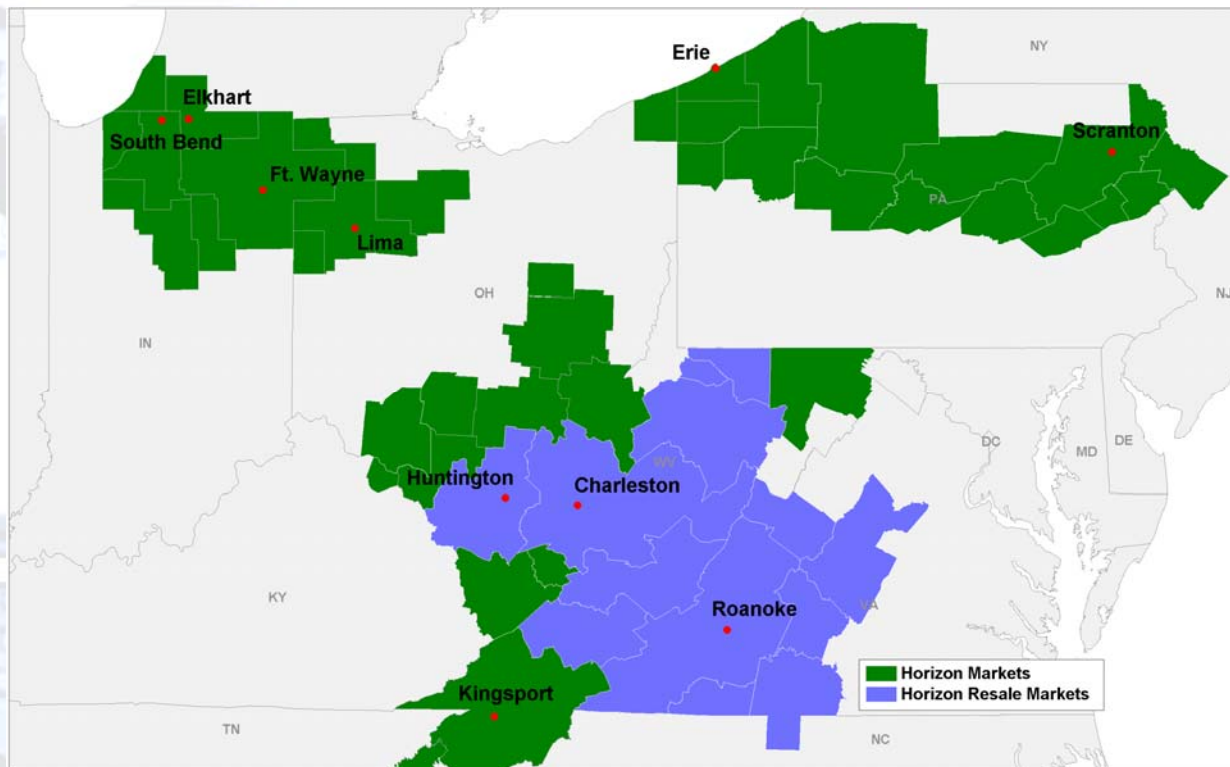 NY
Erie
Elkhart
South Bend
Scranton
Ft. Wayne
PA
Lima
OH
NJ
IN
DC
MD
DE
WV
Huntington
Charleston
KY
VA
Roanoke
Horizon Markets
Horizon Resale Markets
Kingsport
TN
NC